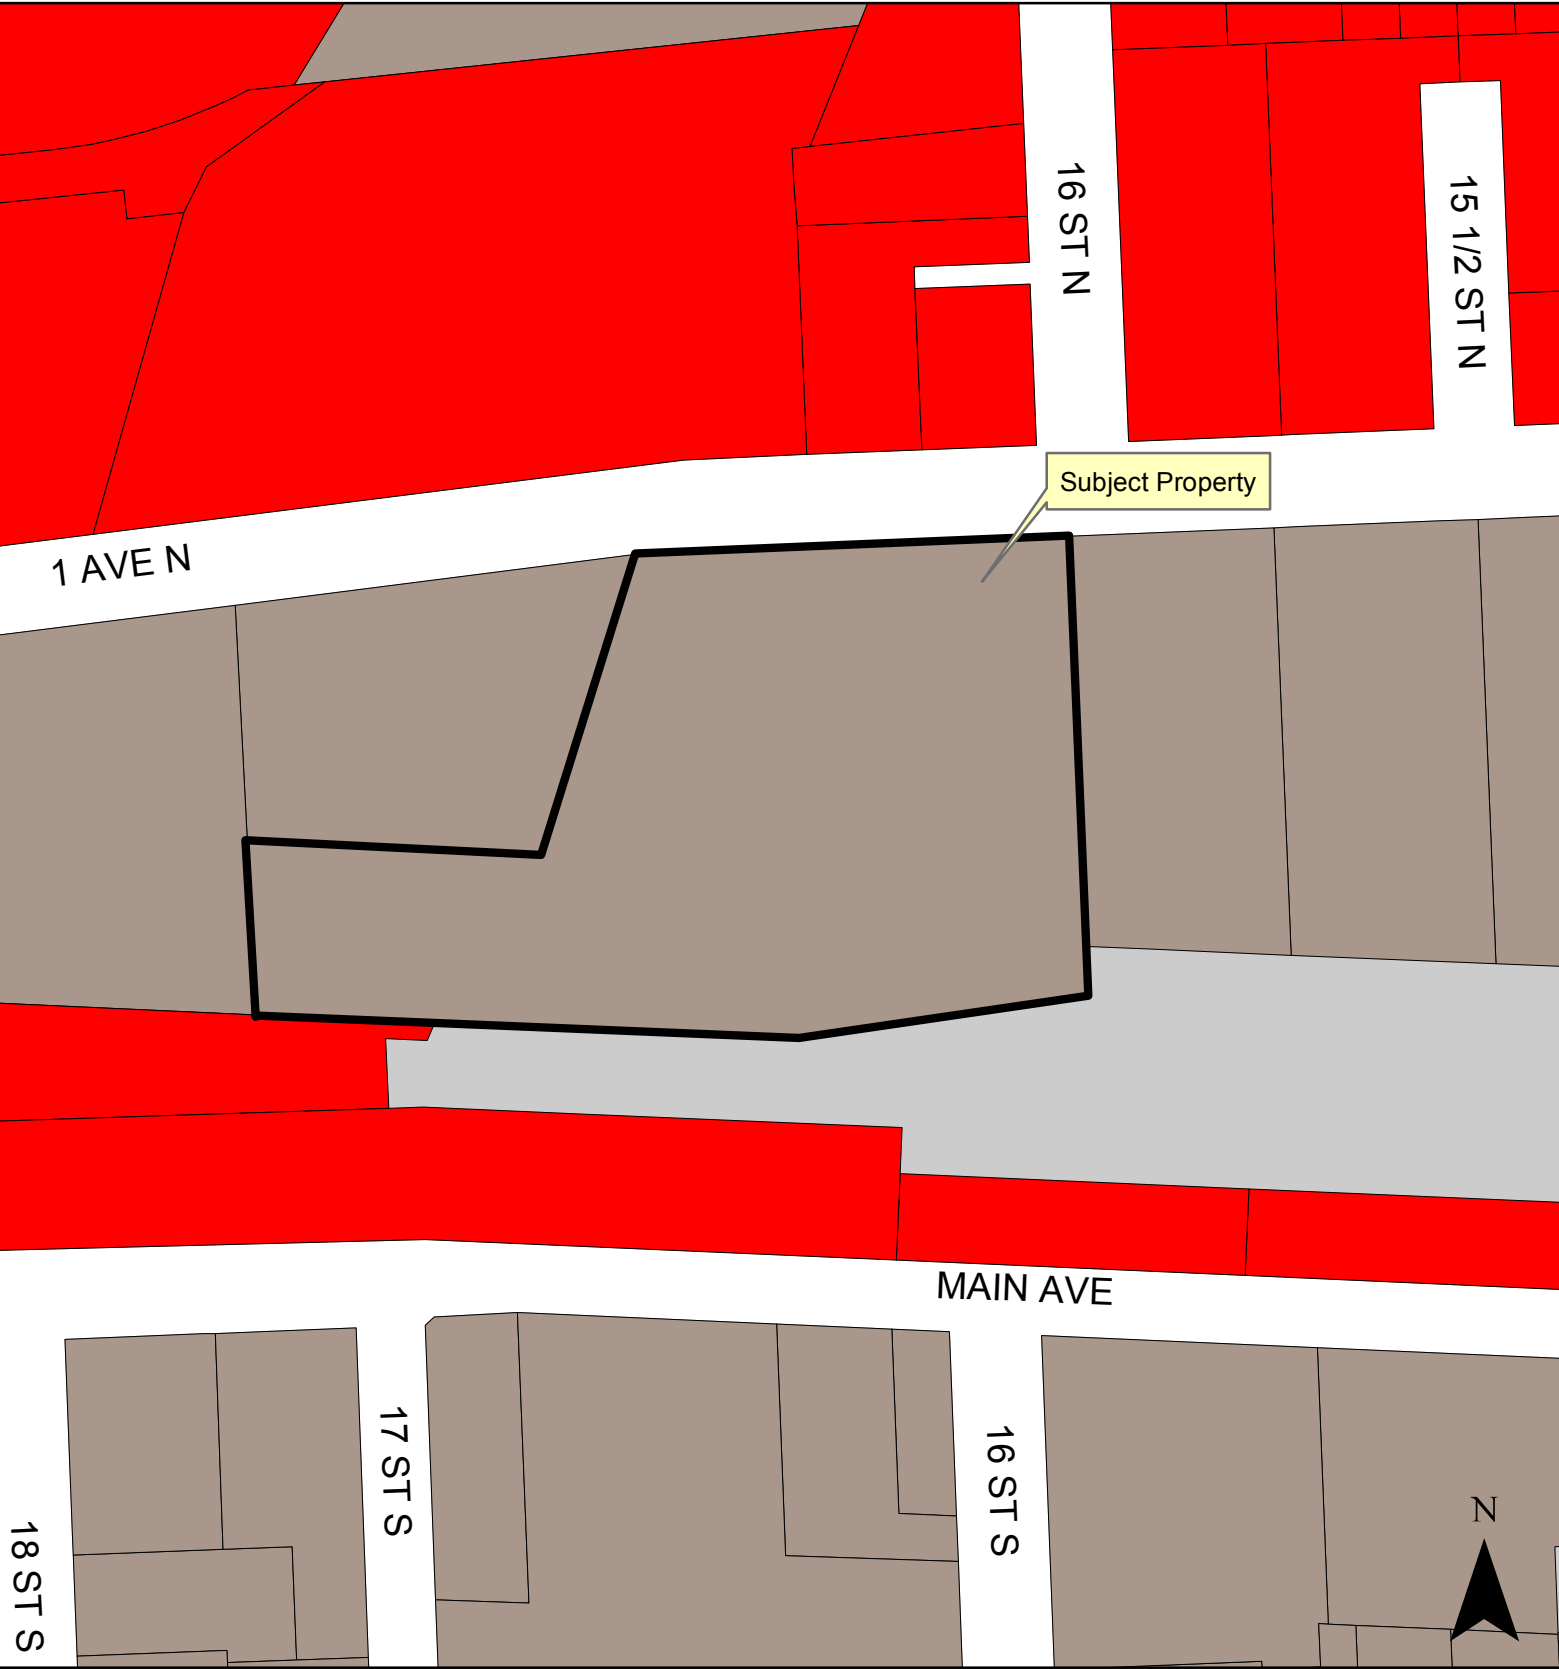 16 ST N
15 1/2 ST N
Subject Property
1 AVE N
MAIN AVE
17 ST S
16 ST S
18 ST S
N